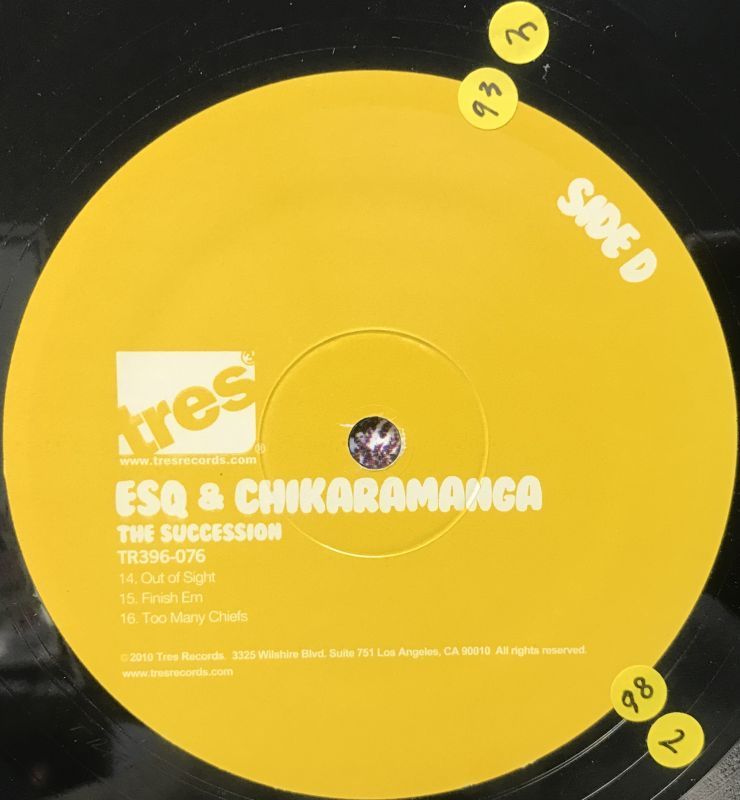 3
93
SIDE D
tres
www.tresrecords.com
ESQ & CHIKARAMANGA
THE SUCCESSION
TR396-076
14. Out of Sight
15. Finish Em
16. Too Many Chiefs
© 2010 Tres Records. 3325 Wilshire Blvd. Suite 751 Los Angeles, CA 90010 All rights reserved.
www.tresrecords.com
98
2